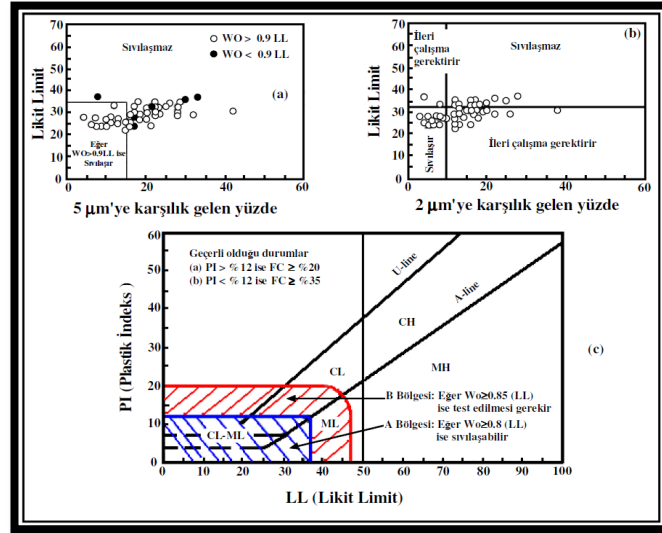 70
60
50
40
30
20
10
0
Likit Limit
Sıvılaşmaz
WO > 0.9 LL
WO < 0.9 LL
(a)
Eğer
WO>0.9LL ise
Sıvılaşır
0 20 40 60
5 µm'ye karşılık gelen yüzde
70
60
50
40
30
20
10
0
Likit Limit
İleri
çalışma
gerektirir
Sıvılaşmaz
(b)
Sıvılaşır
İleri çalışma gerektirir
0 10 20 30 40 50 60
2 µm'ye karşılık gelen yüzde
60
50
40
30
20
10
0
PI (Plastik indeks)
Geçerli olduğu durumlar
(a) PI > %12 ise FC ≥ %20
(b) PI < %12 ise FC ≥ %35
U-line
A-line
CH
(c)
CL
MH
B Bölgesi: Eğer Wo≥0.85 (LL)
ise test edilmesi gerekir
ML
CL-ML
A Bölgesi: Eğer Wo≥0.8 (LL)
ise sıvılaşabilir
0 10 20 30 40 50 60 70 80 90 100
LL (Likit Limit)